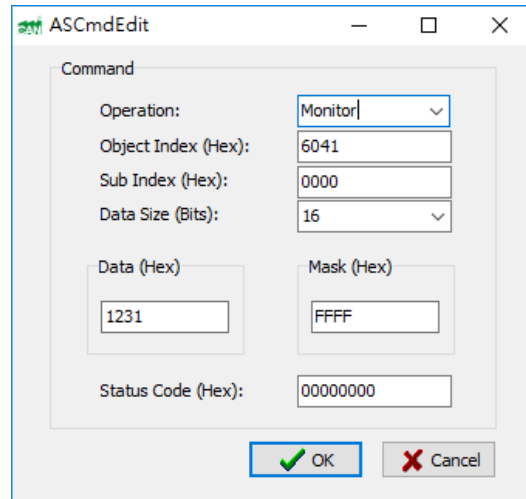 ASCmdEdit
Command
Operation: Monitor
Object Index (Hex): 6041
Sub Index (Hex): 0000
Data Size (Bits): 16
Data (Hex) Mask (Hex)
1231 FFFF
Status Code (Hex): 00000000
OK Cancel